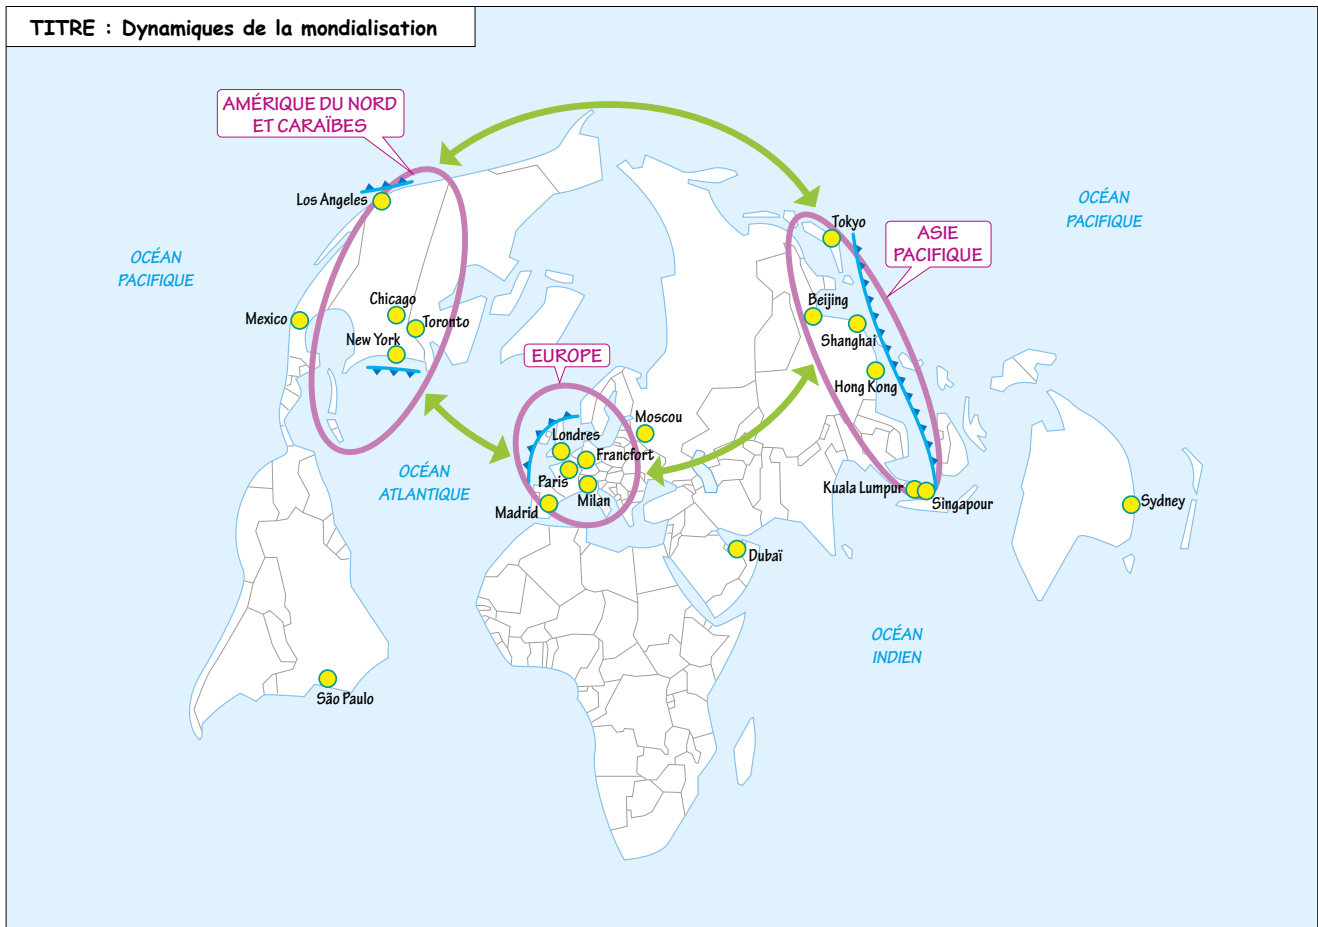 TITRE : Dynamiques de la mondialisation
AMÉRIQUE DU NORD
ET CARAÏBES
Los Angeles
OCÉAN
PACIFIQUE
Tokyo
OCÉAN
PACIFIQUE
ASIE
PACIFIQUE
Mexico
Chicago
Toronto
New York
Beijing
Shanghai
Hong Kong
EUROPE
Moscou
Londres
Francfort
Paris
Milan
Madrid
OCÉAN
ATLANTIQUE
Kuala Lumpur
Singapour
Sydney
Dubaï
OCÉAN
INDIEN
São Paulo